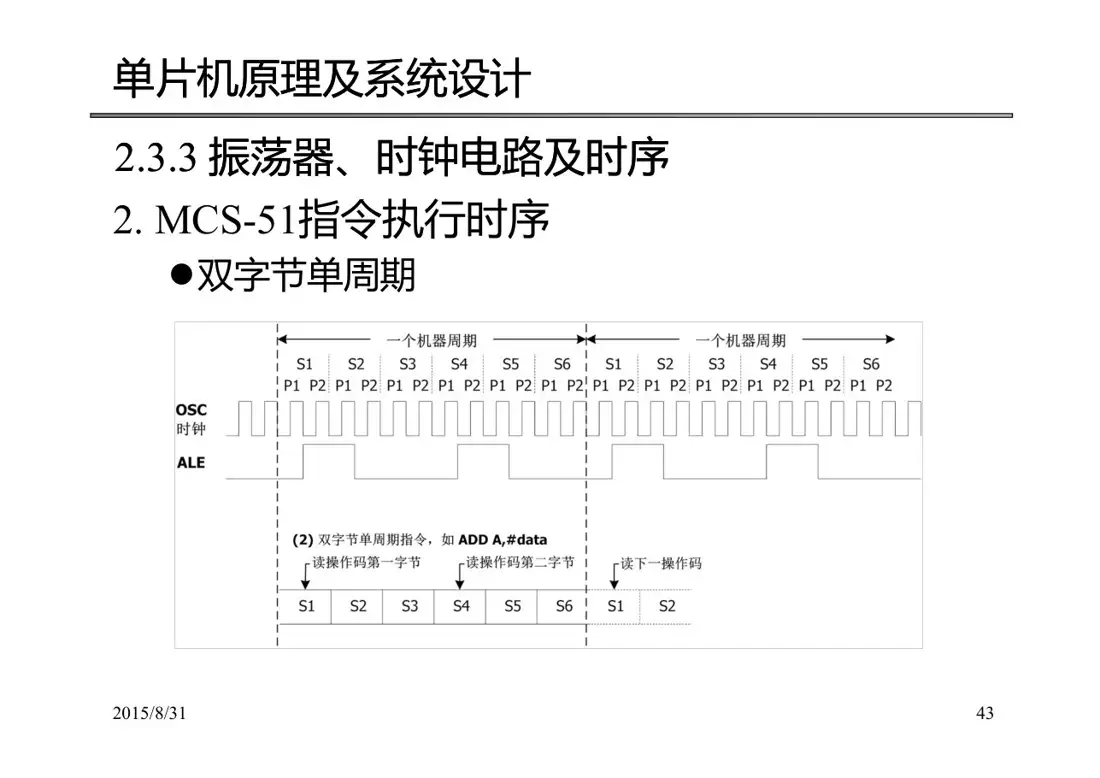 单片机原理及系统设计
2.3.3 振荡器、时钟电路及时序
2. MCS-51指令执行时序
●双字节单周期
一个机器周期 一个机器周期
S1 S2 S3 S4 S5 S6 S1 S2 S3 S4 S5 S6
P1 P2 P1 P2 P1 P2 P1 P2 P1 P2 P1 P2 P1 P2 P1 P2 P1 P2 P1 P2 P1 P2 P1 P2
OSC
时钟
ALE
(2) 双字节单周期指令，如 ADD A,#data
读操作码第一字节 读操作码第二字节 读下一操作码
S1 S2 S3 S4 S5 S6 S1 S2
2015/8/31 43